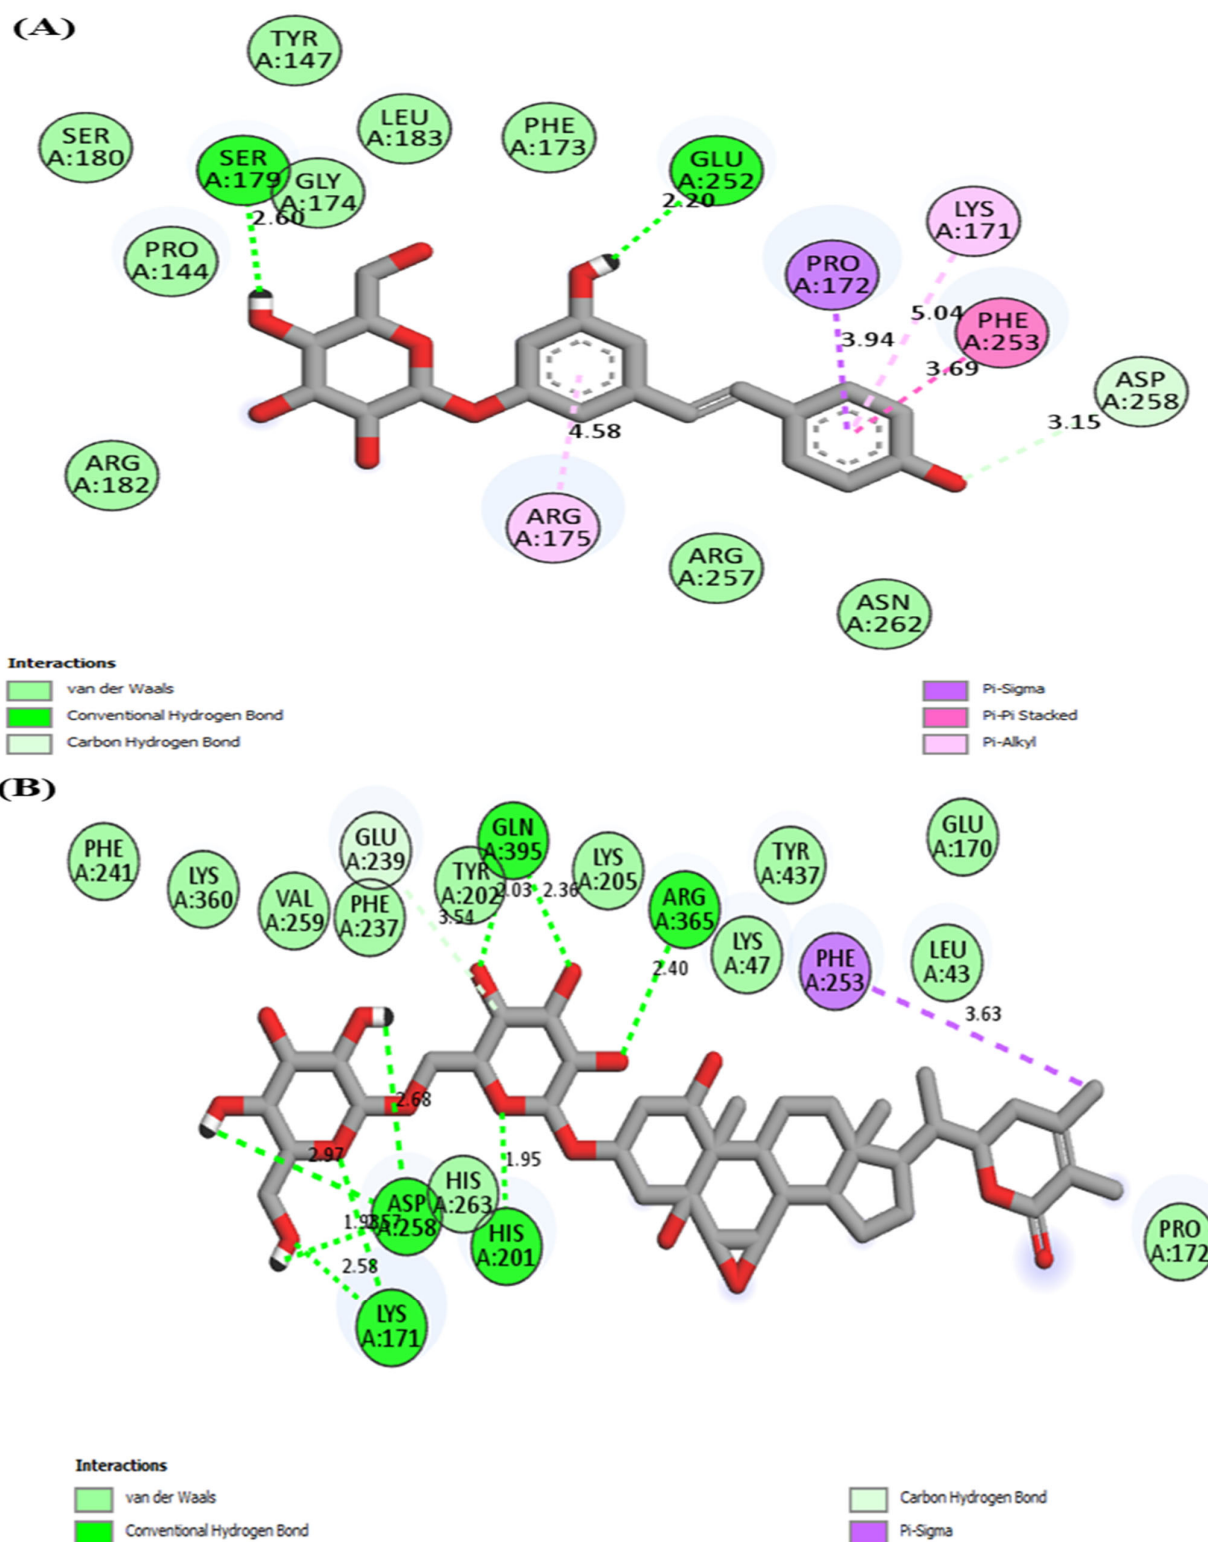 (A)
TYR
A:147
SER
A:180
LEU
A:183
PHE
A:173
SER
A:179
GLY
A:174
GLU
A:252
2.60
2.20
LYS
A:171
PRO
A:144
PRO
A:172
5.04
3.94
PHE
A:253
3.69
ASP
A:258
3.15
4.58
ARG
A:182
ARG
A:175
ARG
A:257
ASN
A:262
Interactions
van der Waals
Conventional Hydrogen Bond
Carbon Hydrogen Bond
Pi-Sigma
Pi-Pi Stacked
Pi-Alkyl
(B)
PHE
A:241
LYS
A:360
GLU
A:239
GLN
A:395
TYR
A:202
LYS
A:205
TYR
A:437
GLU
A:170
VAL
A:259
PHE
A:237
2.03
2.36
3.54
ARG
A:365
LYS
A:47
PHE
A:253
LEU
A:43
2.40
3.63
2.68
2.97
1.95
HIS
A:263
ASP
A:258
HIS
A:201
2.58
LYS
A:171
PRO
A:172
Interactions
van der Waals
Conventional Hydrogen Bond
Carbon Hydrogen Bond
Pi-Sigma